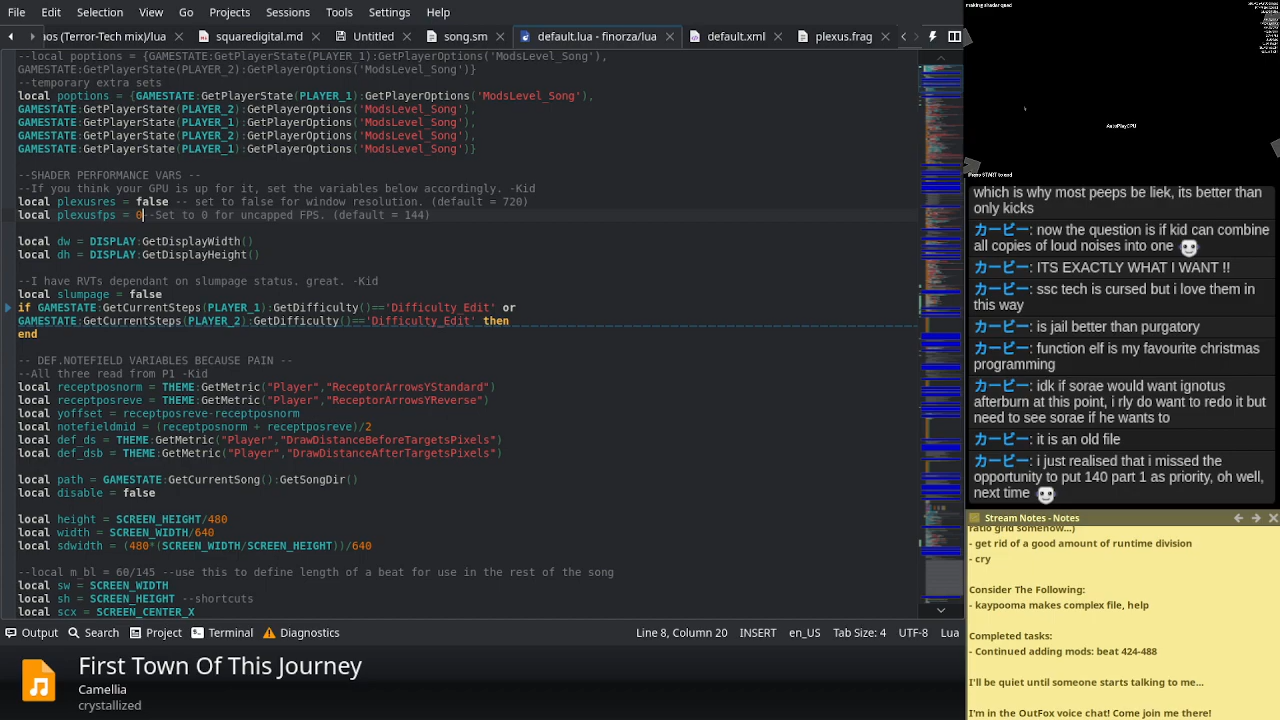 File Edit View Projects Sessions Tools Settings Help
os (Terror-Tech mix)/lua squaredigital.md Untitled song.sm default.lua - finorza/lua default.xml plexus.frag
--local poptions = {GAMESTATE:GetPlayerState(PLAYER_1):GetPlayerOptions('ModsLevel_Song'),
GAMESTATE:GetPlayerState(PLAYER_2):GetPlayerOptions('ModsLevel_Song')}
--temporary extra sets
local poptions = {GAMESTATE:GetPlayerState(PLAYER_1):GetPlayerOptions('ModsLevel_Song'),
GAMESTATE:GetPlayerState(PLAYER_2):GetPlayerOptions('ModsLevel_Song'),
GAMESTATE:GetPlayerState(PLAYER_1):GetPlayerOptions('ModsLevel_Song'),
GAMESTATE:GetPlayerState(PLAYER_2):GetPlayerOptions('ModsLevel_Song'),
GAMESTATE:GetPlayerState(PLAYER_2):GetPlayerOptions('ModsLevel_Song')}
--SHADER PERFORMANCE VARS --
--If you think your GPU is up to it, set the variables below accordingly. -Kid
local plexusres = false -- set to false for window resolution. (default = 720)
local plexusfps = 0 --Set to 0 for uncapped FPS. (default = 144)
local dw = DISPLAY:GetDisplayWidth()
local dh = DISPLAY:GetDisplayHeight()
--I have RVTs dependent on slumpage status. great. -Kid
local slumpage = false
if GAMESTATE:GetCurrentSteps(PLAYER_1):GetDifficulty()=='Difficulty_Edit' or
GAMESTATE:GetCurrentSteps(PLAYER_2):GetDifficulty()=='Difficulty_Edit' then
end
-- DEF.NOTEFIELD VARIABLES BECAUSE PAIN --
--All three read from P1 -Kid
local receptposnorm = THEME:GetMetric("Player","ReceptorArrowsYStandard")
local receptposreve = THEME:GetMetric("Player","ReceptorArrowsYReverse")
local yoffset = receptposreve-receptposnorm
local notefieldmid = (receptposnorm + receptposreve)/2
local def_ds = THEME:GetMetric("Player","DrawDistanceBeforeTargetsPixels")
local def_dsb = THEME:GetMetric("Player","DrawDistanceAfterTargetsPixels")
local path = GAMESTATE:GetCurrentSong():GetSongDir()
local disable = false
local height = SCREEN_HEIGHT/480
local width = SCREEN_WIDTH/640
local sdwidth = (480*(SCREEN_WIDTH/SCREEN_HEIGHT))/640
--local m_bl = 60/145 --use this to define length of a beat for use in the rest of the song
local sw = SCREEN_WIDTH
local sh = SCREEN_HEIGHT --shortcuts
local scx = SCREEN_CENTER_X
Output Search Project Terminal Diagnostics Line 8, Column 20 INSERT en_US Tab Size: 4 UTF-8 Lua
First Town Of This Journey
Camellia
crystallized
making shader quad
AutoPlayCPU
Press START to end
which is why most peeps be liek, its better than
only kicks
カービー: now the question is if kid can combine
all copies of loud noises into one
カービー: ITS EXACTLY WHAT I WANT !!
カービー: ssc tech is cursed but i love them in
this way
カービー: is jail better than purgatory
カービー: function elf is my favourite christmas
programming
カービー: idk if sorae would want ignotus
afterburn at this point, i rly do want to redo it but
need to see sorae if he wants to
カービー: it is an old file
カービー: i just realised that i missed the
opportunity to put 140 part 1 as priority, oh well,
next time
Stream Notes - Notes
ratio grid somehow...)
- get rid of a good amount of runtime division
- cry
Consider The Following:
- kaypooma makes complex file, help
Completed tasks:
- Continued adding mods: beat 424-488
I'll be quiet until someone starts talking to me...
I'm in the OutFox voice chat! Come join me there!